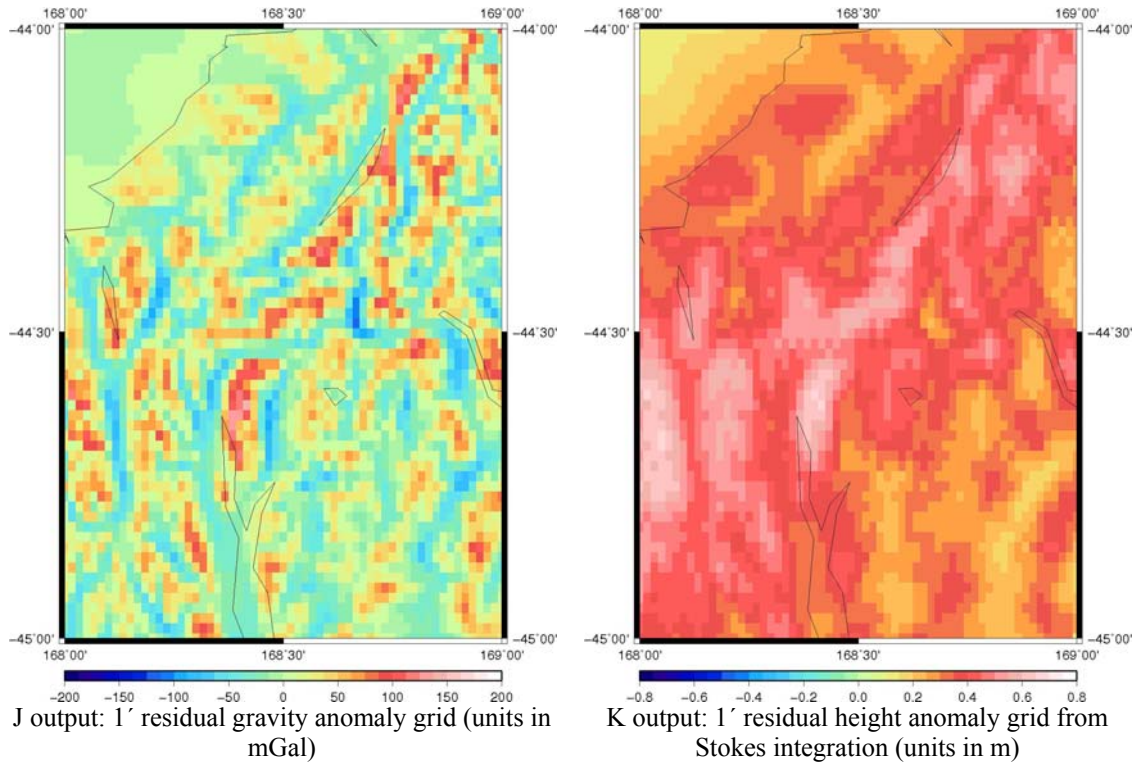 168˚00' 168˚30' 169˚00'
−44˚00' −44˚00'
−44˚30' −44˚30'
−45˚00' −45˚00'
168˚00' 168˚30' 169˚00'
−200 −150 −100 −50 0 50 100 150 200
J output: 1´ residual gravity anomaly grid (units in
mGal)
168˚00' 168˚30' 169˚00'
−44˚00' −44˚00'
−44˚30' −44˚30'
−45˚00' −45˚00'
168˚00' 168˚30' 169˚00'
−0.8 −0.6 −0.4 −0.2 0.0 0.2 0.4 0.6 0.8
K output: 1´ residual height anomaly grid from
Stokes integration (units in m)